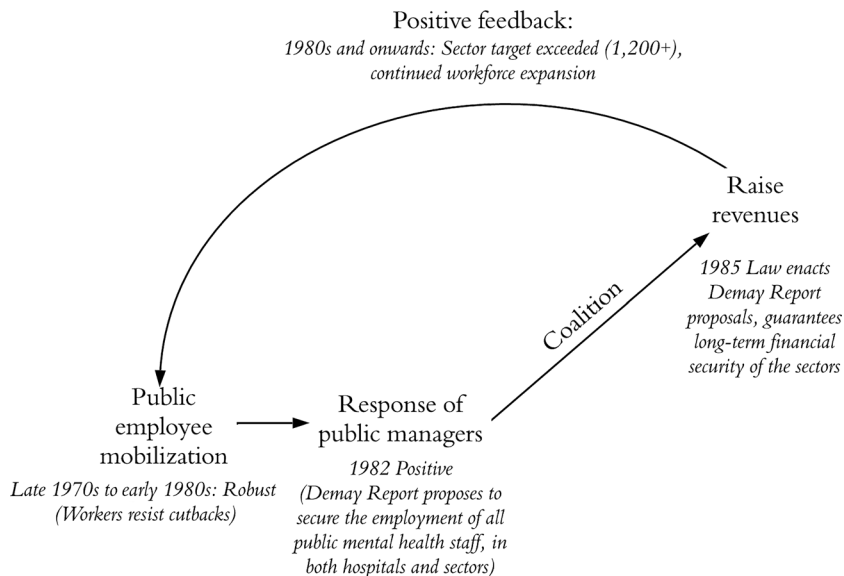 Positive feedback:
1980s and onwards: Sector target exceeded (1,200+),
continued workforce expansion
Raise
revenues
1985 Law enacts
Demay Report
proposals, guarantees
long-term financial
security of the sectors
Coalition
Public
employee
mobilization
Late 1970s to early 1980s: Robust
(Workers resist cutbacks)
Response of
public managers
1982 Positive
(Demay Report proposes to
secure the employment of all
public mental health staff, in
both hospitals and sectors)